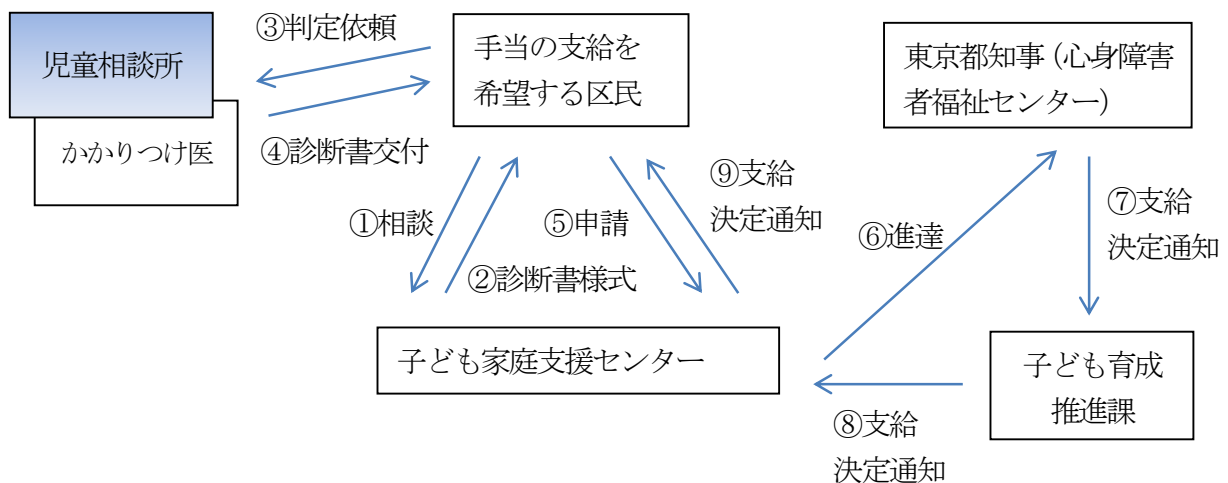 ③判定依頼
児童相談所
かかりつけ医
④診断書交付
手当の支給を
希望する区民
東京都知事（心身障害
者福祉センター）
①相談
②診断書様式
⑤申請
⑨支給
決定通知
⑥進達
⑦支給
決定通知
子ども家庭支援センター
子ども育成
推進課
⑧支給
決定通知